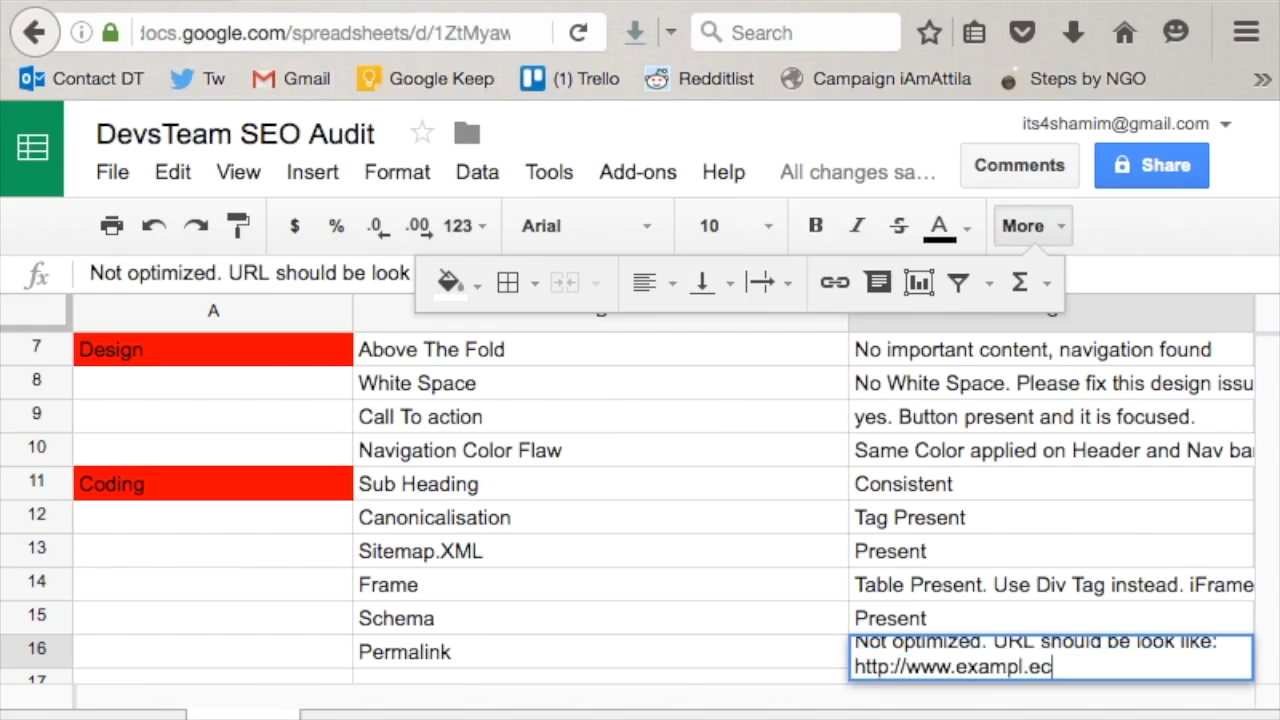 locs.google.com/spreadsheets/d/1ZtMyaw
Search
Contact DT Tw Gmail Google Keep (1) Trello Redditlist Campaign iAmAttila Steps by NGO
DevsTeam SEO Audit
its4shamim@gmail.com
File Edit View Insert Format Data Tools Add-ons Help All changes sa…
Comments Share
$ % .0 .00 123 Arial 10 B I S A More
fx Not optimized. URL should be look
A
7 Design Above The Fold No important content, navigation found
8 White Space No White Space. Please fix this design issu
9 Call To action yes. Button present and it is focused.
10 Navigation Color Flaw Same Color applied on Header and Nav ba
11 Coding Sub Heading Consistent
12 Canonicalisation Tag Present
13 Sitemap.XML Present
14 Frame Table Present. Use Div Tag instead. iFrame
15 Schema Present
16 Permalink Not optimized. URL should be look like:
http://www.exampl.ec
17